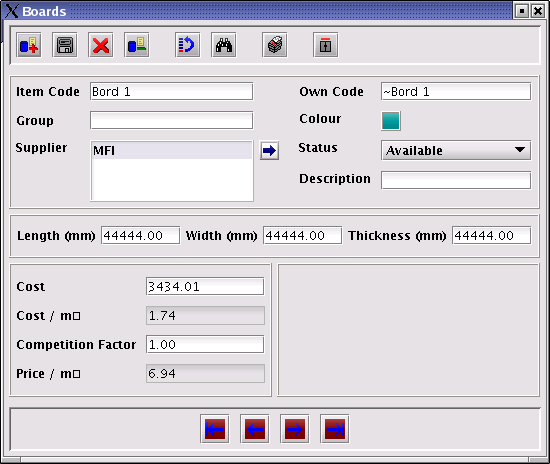 Boards
Item Code Bord 1 Own Code ~Bord 1
Group Colour
Supplier MFI Status Available
Description
Length (mm) 44444.00 Width (mm) 44444.00 Thickness (mm) 44444.00
Cost 3434.01
Cost / m□ 1.74
Competition Factor 1.00
Price / m□ 6.94